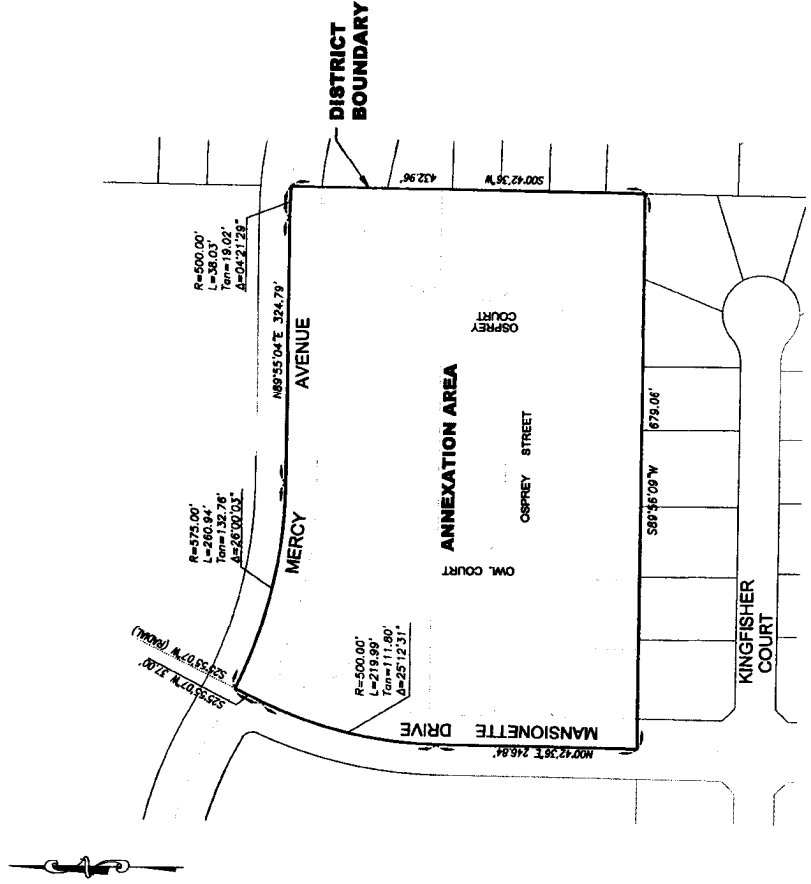 DISTRICT
BOUNDARY
R=500.00'
L=38.03'
Tan=19.02'
Δ=04°21'29"
432.96'
S00°42'36"W
N89°55'04"E 324.79'
AVENUE
OSPREY
COURT
R=575.00'
L=260.94'
Tan=132.76'
Δ=26°00'03"
MERCY
ANNEXATION AREA
OSPREY STREET
OWL COURT
S25°55'07"W (RADIAL)
S25°55'07"W 37.00'
R=500.00'
L=219.99'
Tan=111.80'
Δ=25°12'31"
MANSIONETTE DRIVE
N00°42'36"E 246.84'
S89°56'09"W 679.06'
KINGFISHER
COURT